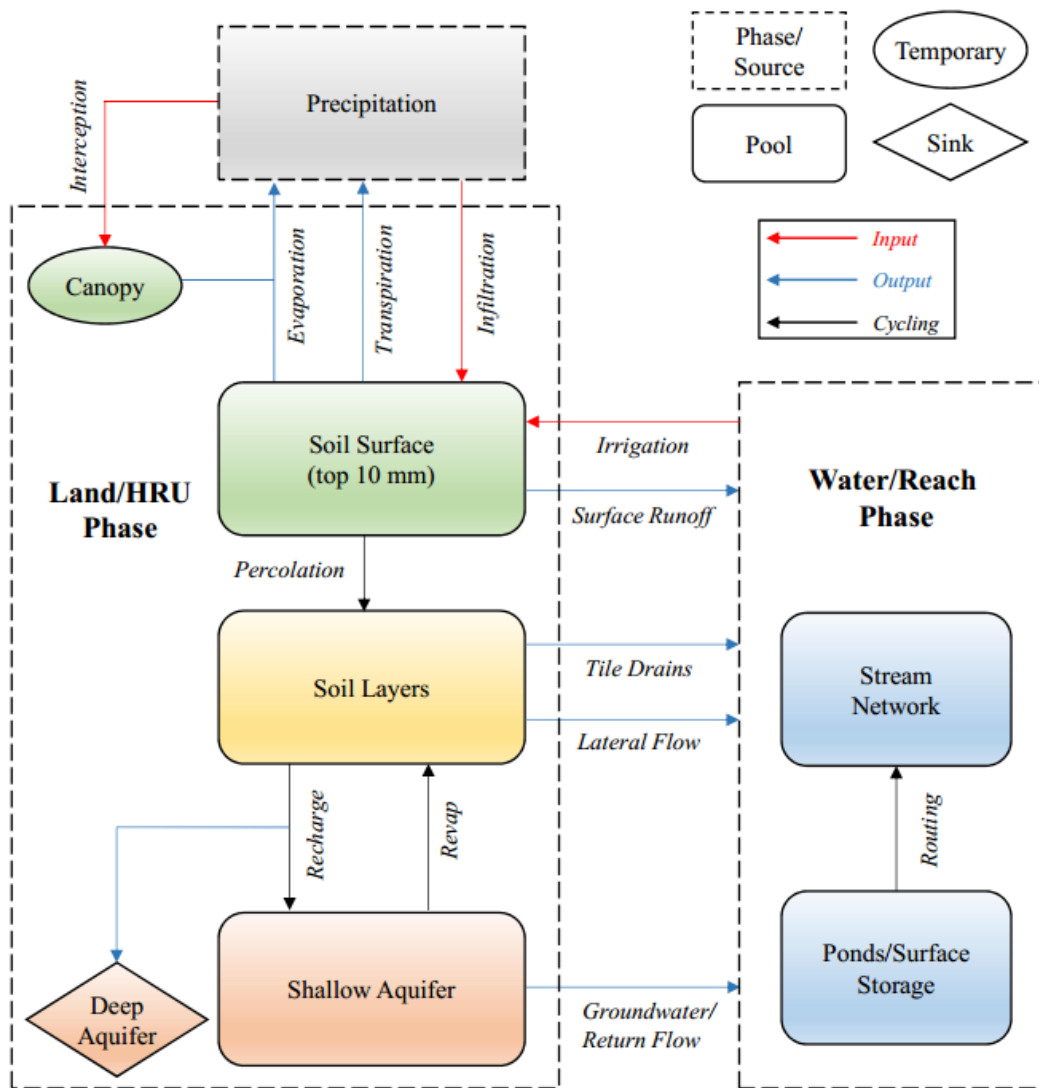 Precipitation
Phase/
Source
Temporary
Pool
Sink
Input
Output
Cycling
Interception
Canopy
Evaporation
Transpiration
Infiltration
Soil Surface
(top 10 mm)
Irrigation
Surface Runoff
Land/HRU
Phase
Water/Reach
Phase
Percolation
Soil Layers
Tile Drains
Lateral Flow
Stream
Network
Recharge
Revap
Routing
Deep
Aquifer
Shallow Aquifer
Groundwater/
Return Flow
Ponds/Surface
Storage